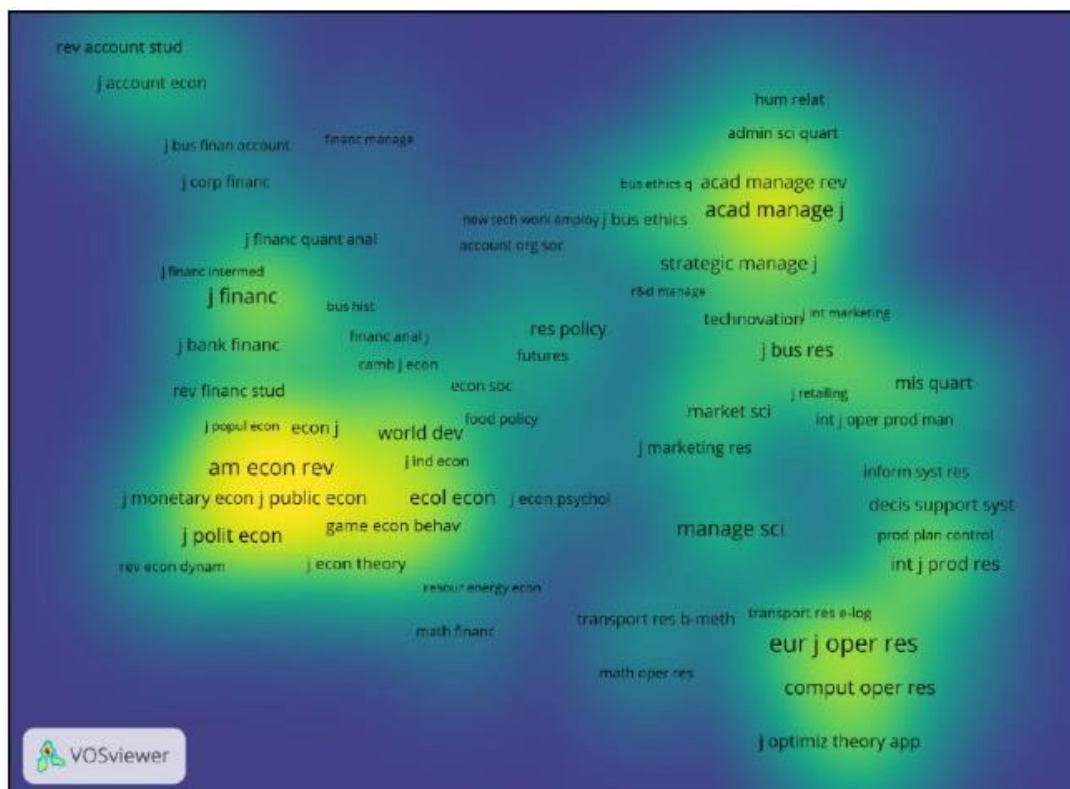 rev account stud
j account econ
hum relat
admin sci quart
j bus finan account
financ manage
j corp financ
bus ethics q
acad manage rev
acad manage j
new tech work employ
j bus ethics
j financ quant anal
account org soc
strategic manage j
j financ intermed
j financ
r&d manage
bus hist
technovation
j int marketing
res policy
financ anal j
j bank financ
futures
j bus res
camb j econ
rev financ stud
econ soc
mis quart
j retailing
market sci
int j oper prod man
food policy
j popul econ
econ j
world dev
j marketing res
am econ rev
j ind econ
inform syst res
j monetary econ
j public econ
ecol econ
j econ psychol
decis support syst
game econ behav
manage sci
j polit econ
prod plan control
rev econ dynam
j econ theory
int j prod res
resour energy econ
transport res b-meth
transport res e-log
math financ
eur j oper res
math oper res
comput oper res
j optimiz theory app
VOSviewer